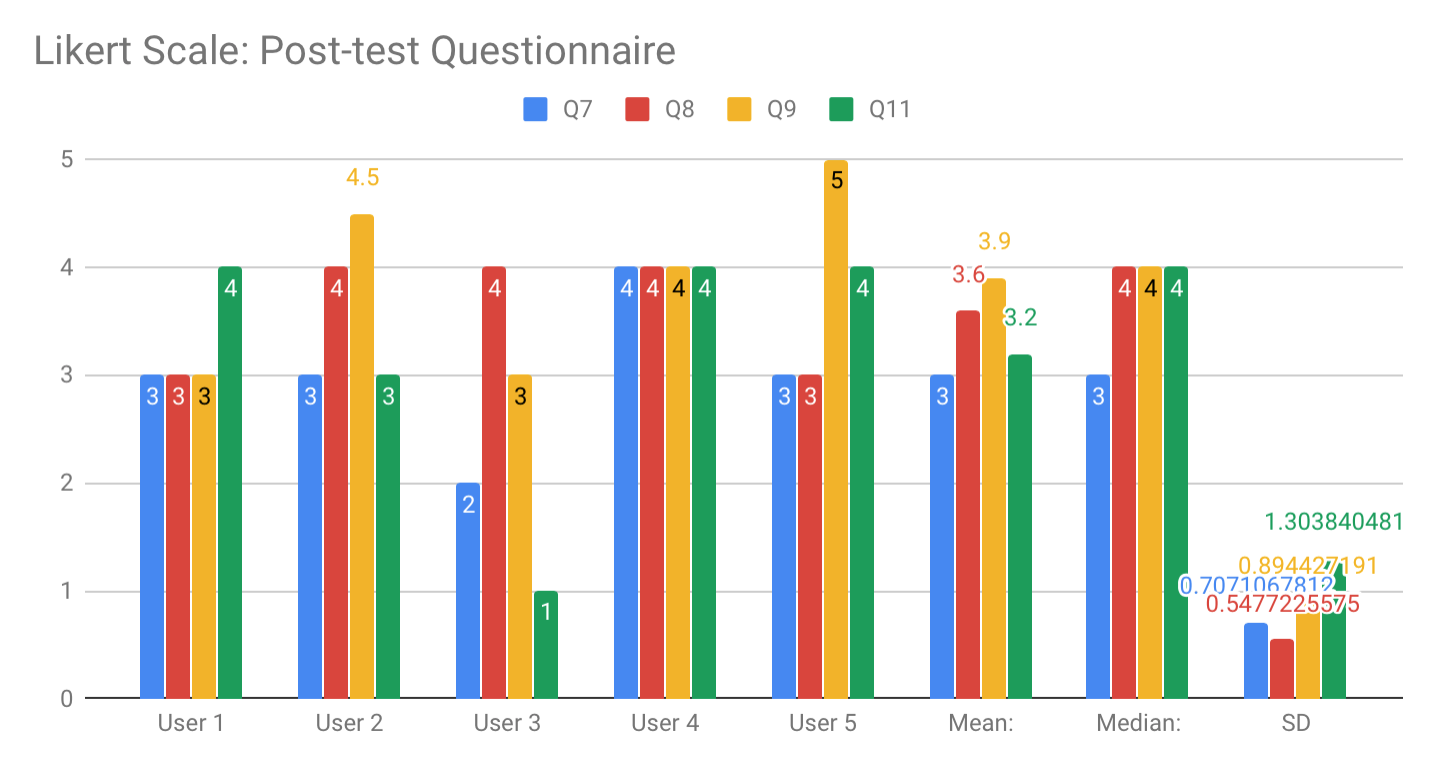 Likert Scale: Post-test Questionnaire
Q7 Q8 Q9 Q11
5
4
3
2
1
0
3 3 3 4
3 4 4.5 3
2 4 3 1
4 4 4 4
3 3 5 4
3 3.6 3.9 3.2
3 4 4 4
0.7071067812 0.5477225575 0.894427191 1.303840481
User 1 User 2 User 3 User 4 User 5 Mean: Median: SD